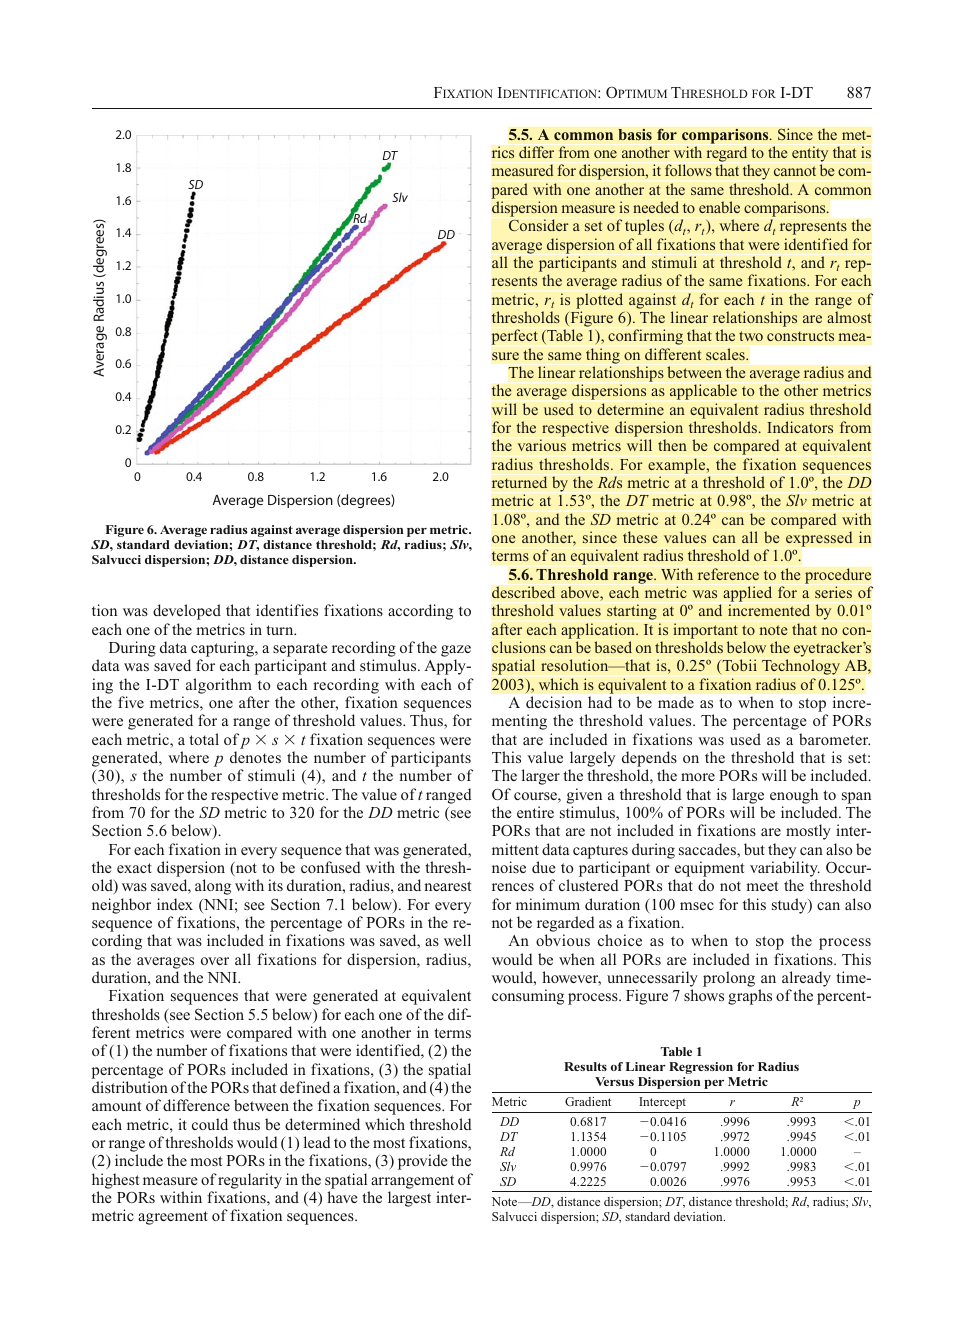 FIXATION IDENTIFICATION: OPTIMUM THRESHOLD FOR I-DT 887
2.0
1.8
1.6
1.4
1.2
1.0
0.8
0.6
0.4
0.2
0
Average Radius (degrees)
SD
DT
Slv
Rd
DD
0 0.4 0.8 1.2 1.6 2.0
Average Dispersion (degrees)
Figure 6. Average radius against average dispersion per metric.
SD, standard deviation; DT, distance threshold; Rd, radius; Slv,
Salvucci dispersion; DD, distance dispersion.
tion was developed that identifies fixations according to
each one of the metrics in turn.
During data capturing, a separate recording of the gaze
data was saved for each participant and stimulus. Apply-
ing the I-DT algorithm to each recording with each of
the five metrics, one after the other, fixation sequences
were generated for a range of threshold values. Thus, for
each metric, a total of p × s × t fixation sequences were
generated, where p denotes the number of participants
(30), s the number of stimuli (4), and t the number of
thresholds for the respective metric. The value of t ranged
from 70 for the SD metric to 320 for the DD metric (see
Section 5.6 below).
For each fixation in every sequence that was generated,
the exact dispersion (not to be confused with the thresh-
old) was saved, along with its duration, radius, and nearest
neighbor index (NNI; see Section 7.1 below). For every
sequence of fixations, the percentage of PORs in the re-
cording that was included in fixations was saved, as well
as the averages over all fixations for dispersion, radius,
duration, and the NNI.
Fixation sequences that were generated at equivalent
thresholds (see Section 5.5 below) for each one of the dif-
ferent metrics were compared with one another in terms
of (1) the number of fixations that were identified, (2) the
percentage of PORs included in fixations, (3) the spatial
distribution of the PORs that defined a fixation, and (4) the
amount of difference between the fixation sequences. For
each metric, it could thus be determined which threshold
or range of thresholds would (1) lead to the most fixations,
(2) include the most PORs in the fixations, (3) provide the
highest measure of regularity in the spatial arrangement of
the PORs within fixations, and (4) have the largest inter-
metric agreement of fixation sequences.
5.5. A common basis for comparisons. Since the met-
rics differ from one another with regard to the entity that is
measured for dispersion, it follows that they cannot be com-
pared with one another at the same threshold. A common
dispersion measure is needed to enable comparisons.
Consider a set of tuples (dt, rt), where dt represents the
average dispersion of all fixations that were identified for
all the participants and stimuli at threshold t, and rt rep-
resents the average radius of the same fixations. For each
metric, rt is plotted against dt for each t in the range of
thresholds (Figure 6). The linear relationships are almost
perfect (Table 1), confirming that the two constructs mea-
sure the same thing on different scales.
The linear relationships between the average radius and
the average dispersions as applicable to the other metrics
will be used to determine an equivalent radius threshold
for the respective dispersion thresholds. Indicators from
the various metrics will then be compared at equivalent
radius thresholds. For example, the fixation sequences
returned by the Rds metric at a threshold of 1.0º, the DD
metric at 1.53º, the DT metric at 0.98º, the Slv metric at
1.08º, and the SD metric at 0.24º can be compared with
one another, since these values can all be expressed in
terms of an equivalent radius threshold of 1.0º.
5.6. Threshold range. With reference to the procedure
described above, each metric was applied for a series of
threshold values starting at 0º and incremented by 0.01º
after each application. It is important to note that no con-
clusions can be based on thresholds below the eyetracker’s
spatial resolution—that is, 0.25º (Tobii Technology AB,
2003), which is equivalent to a fixation radius of 0.125º.
A decision had to be made as to when to stop incre-
menting the threshold values. The percentage of PORs
that are included in fixations was used as a barometer.
This value largely depends on the threshold that is set:
The larger the threshold, the more PORs will be included.
Of course, given a threshold that is large enough to span
the entire stimulus, 100% of PORs will be included. The
PORs that are not included in fixations are mostly inter-
mittent data captures during saccades, but they can also be
noise due to participant or equipment variability. Occur-
rences of clustered PORs that do not meet the threshold
for minimum duration (100 msec for this study) can also
not be regarded as a fixation.
An obvious choice as to when to stop the process
would be when all PORs are included in fixations. This
would, however, unnecessarily prolong an already time-
consuming process. Figure 7 shows graphs of the percent-
Table 1
Results of Linear Regression for Radius
Versus Dispersion per Metric
Metric Gradient Intercept r R² p
DD 0.6817 −0.0416 .9996 .9993 <.01
DT 1.1354 −0.1105 .9972 .9945 <.01
Rd 1.0000 0 1.0000 1.0000 –
Slv 0.9976 −0.0797 .9992 .9983 <.01
SD 4.2225 0.0026 .9976 .9953 <.01
Note—DD, distance dispersion; DT, distance threshold; Rd, radius; Slv,
Salvucci dispersion; SD, standard deviation.